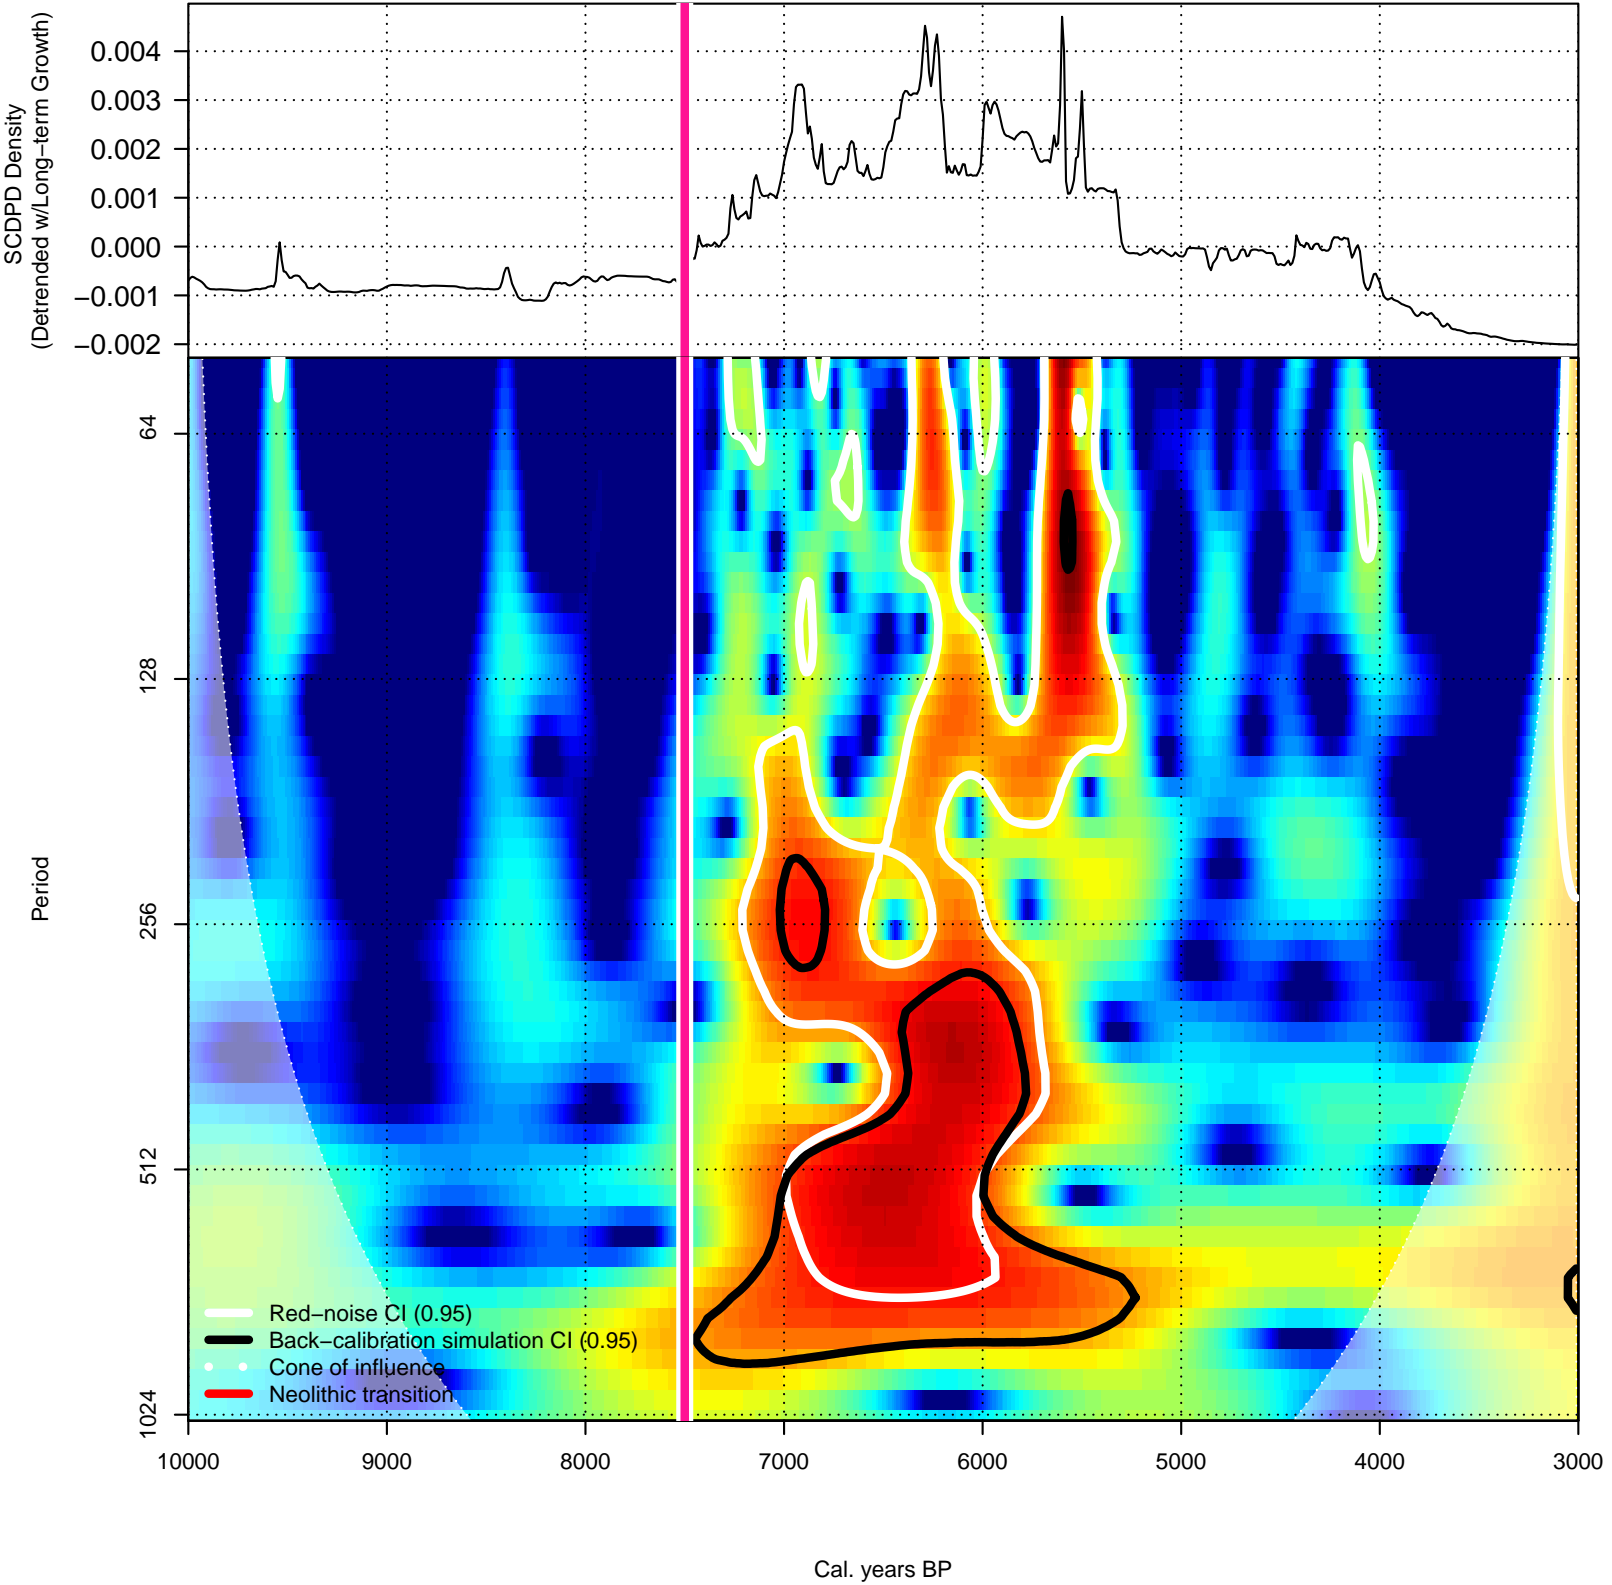 SCDPD Density
(Detrended w/Long−term Growth)
0.004
0.003
0.002
0.001
0.000
−0.001
−0.002
Period
64
128
256
512
1024
Red−noise CI (0.95)
Back−calibration simulation CI (0.95)
Cone of influence
Neolithic transition
10000 9000 8000 7000 6000 5000 4000 3000
Cal. years BP